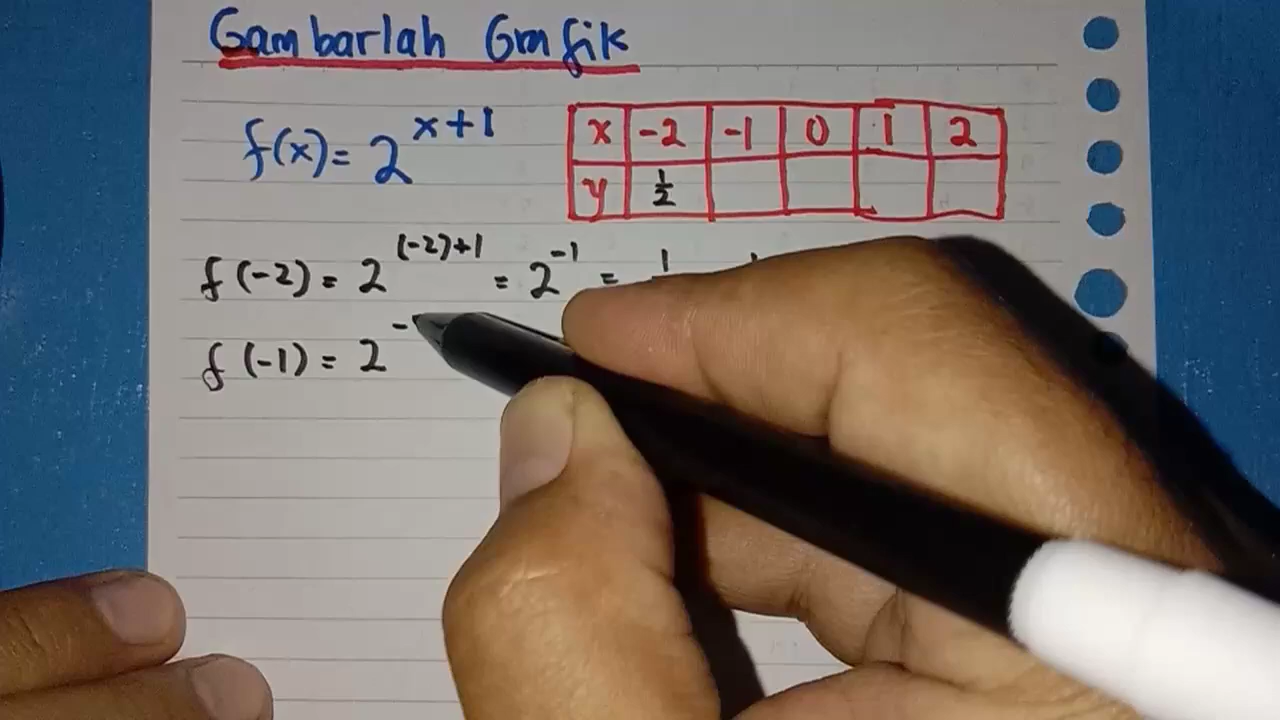 Gambarlah Grafik
f(x) = 2^{x+1}
x -2 -1 0 1 2
y 1/2
f(-2) = 2^{(-2)+1} = 2^{-1} =
f(-1) = 2^{-